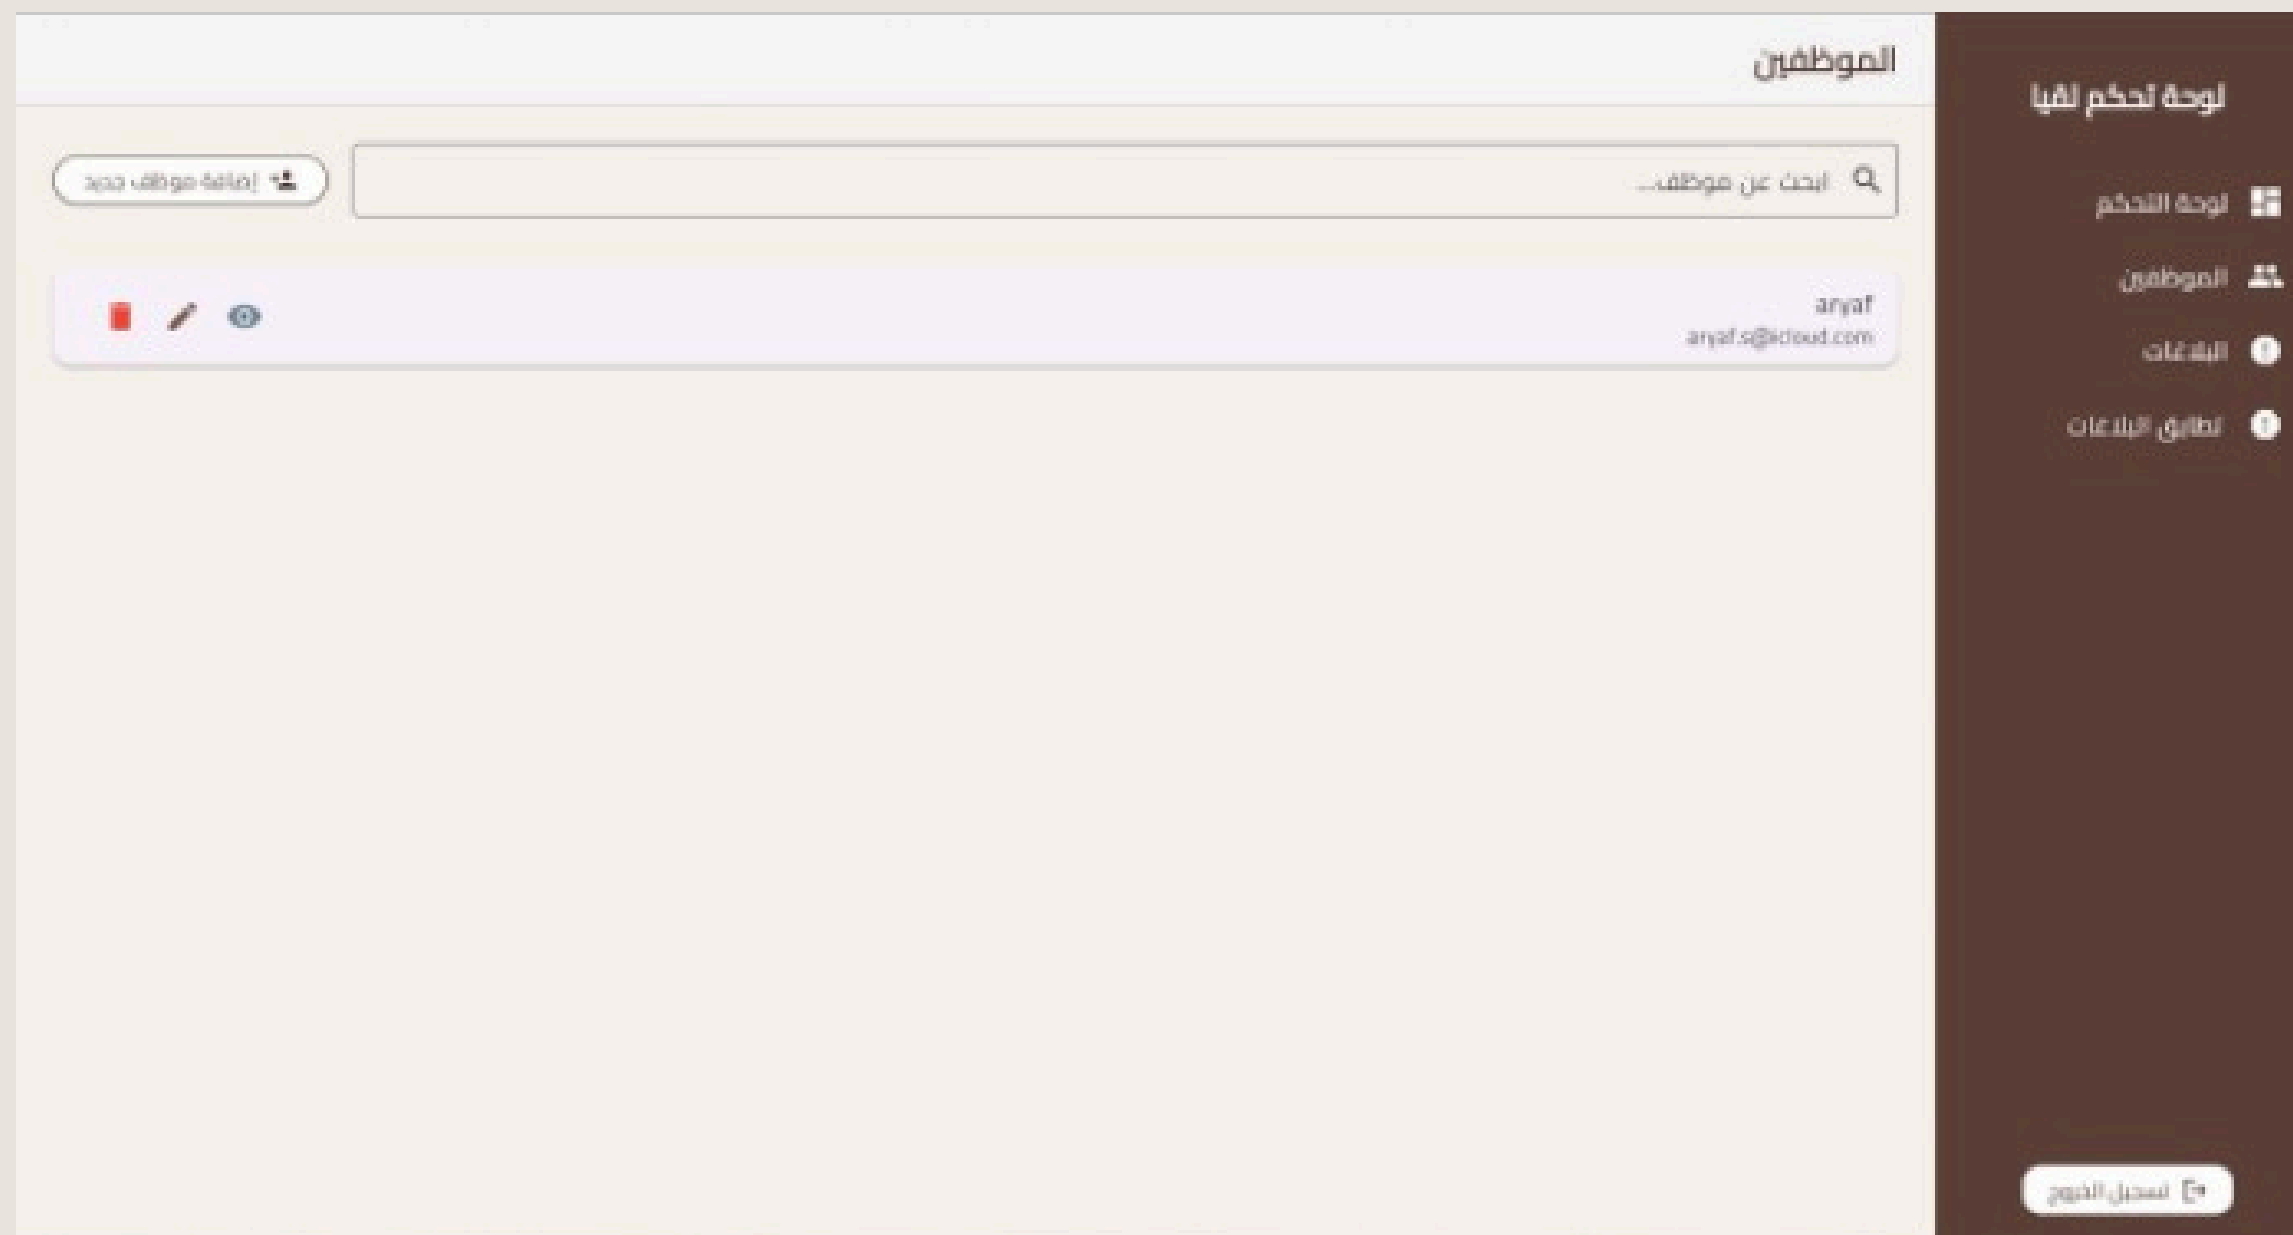 لوحة تحكم لقيا
لوحة التحكم
الموظفين
البلاغات
تطابق البلاغات
تسجيل الخروج
الموظفين
ابحث عن موظف...
إضافة موظف جديد
aryaf
aryaf.s@icloud.com